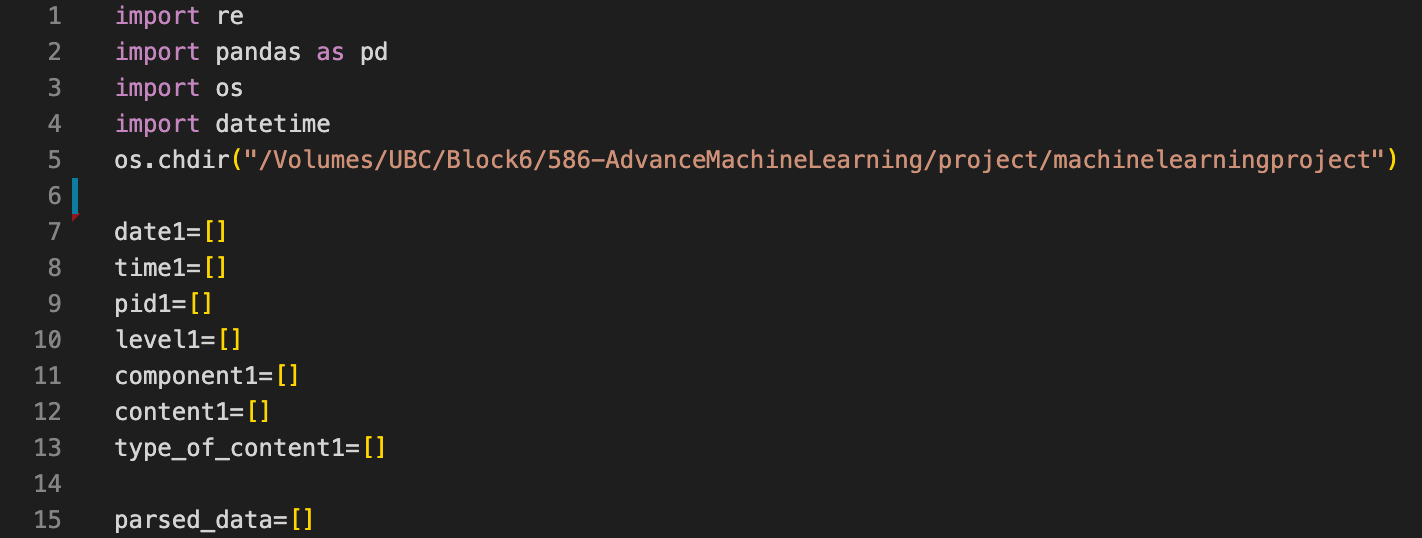 1 import re
2 import pandas as pd
3 import os
4 import datetime
5 os.chdir("/Volumes/UBC/Block6/586-AdvanceMachineLearning/project/machinelearningproject")
6
7 date1=[]
8 time1=[]
9 pid1=[]
10 level1=[]
11 component1=[]
12 content1=[]
13 type_of_content1=[]
14
15 parsed_data=[]